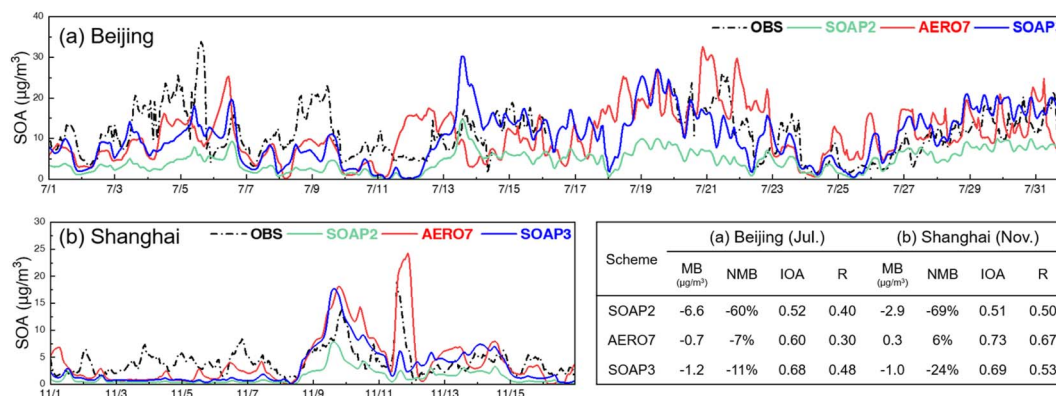 (a) Beijing
OBS SOAP2 AERO7 SOAP
SOA (μg/m³)
40
30
20
10
0
7/1 7/3 7/5 7/7 7/9 7/11 7/13 7/15 7/17 7/19 7/21 7/23 7/25 7/27 7/29 7/31
(b) Shanghai
OBS SOAP2 AERO7 SOAP3
SOA (μg/m³)
30
25
20
15
10
5
0
11/1 11/3 11/5 11/7 11/9 11/11 11/13 11/15
Scheme (a) Beijing (Jul.) (b) Shanghai (Nov.)
MB (μg/m³) NMB IOA R MB (μg/m³) NMB IOA R
SOAP2 -6.6 -60% 0.52 0.40 -2.9 -69% 0.51 0.50
AERO7 -0.7 -7% 0.60 0.30 0.3 6% 0.73 0.67
SOAP3 -1.2 -11% 0.68 0.48 -1.0 -24% 0.69 0.53